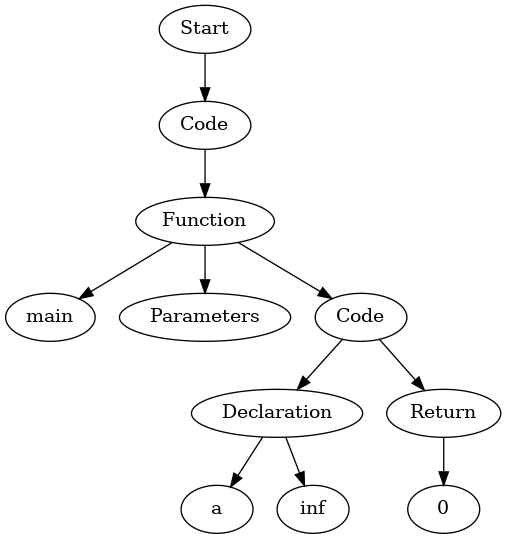 Start
Code
Function
main
Parameters
Code
Declaration
Return
a
inf
0